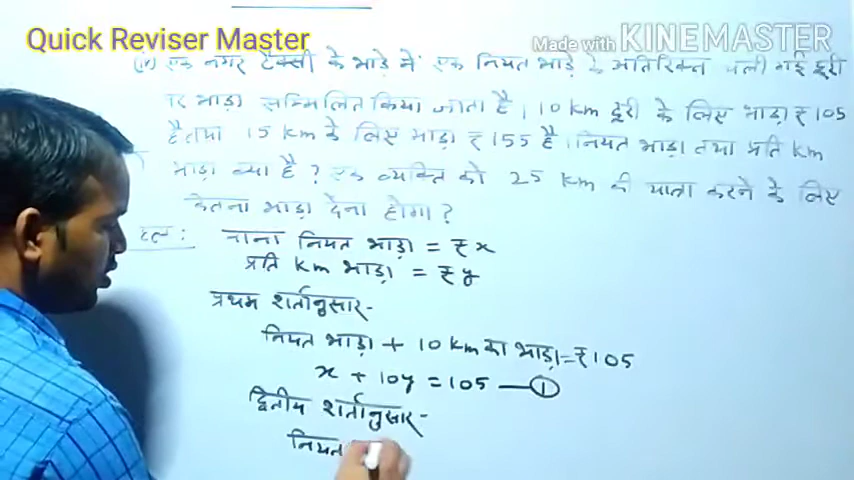 Quick Reviser Master
Made with KINEMASTER
(iv) एक नगर टैक्सी के भाड़े में एक नियत भाड़े के अतिरिक्त चली गई दूरी
पर भाड़ा सम्मिलित किया जाता है। 10 km दूरी के लिए भाड़ा ₹ 105
है तथा 15 km के लिए भाड़ा ₹ 155 है। नियत भाड़ा तथा प्रति km
भाड़ा क्या है? एक व्यक्ति को 25 km की यात्रा करने के लिए
कितना भाड़ा देना होगा?
हल :
माना नियत भाड़ा = ₹ x
प्रति km भाड़ा = ₹ y
प्रथम शर्तानुसार-
नियत भाड़ा + 10 km का भाड़ा = ₹ 105
x + 10y = 105 — 1
द्वितीय शर्तानुसार-
नियत